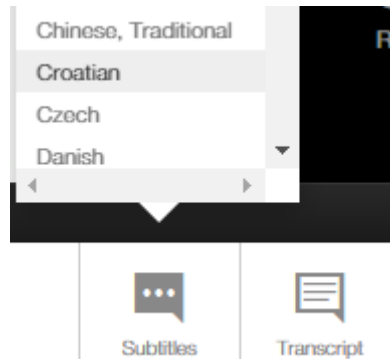 Chinese, Traditional
Croatian
Czech
Danish
R
Subtitles
Transcript